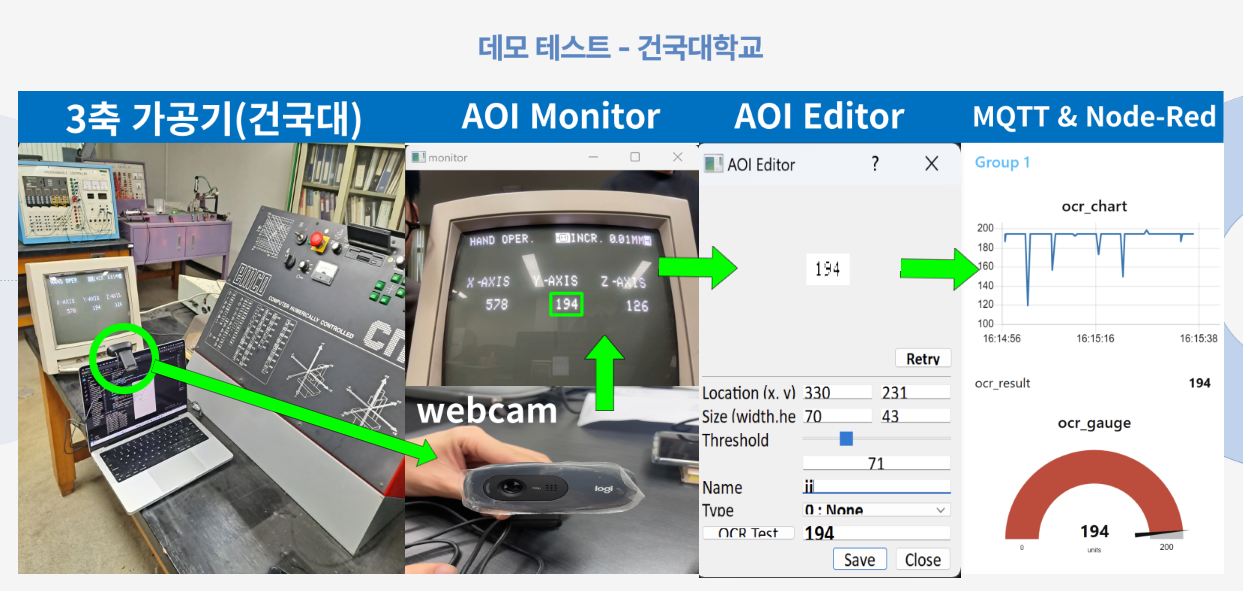 데모 테스트 - 건국대학교
3축 가공기(건국대)
AOI Monitor
AOI Editor
MQTT & Node-Red
EMCO
COMPUTER NUMERICALLY CONTROLLED
monitor
HAND OPER. INCR. 0.01MM
X-AXIS Y-AXIS Z-AXIS
578 194 126
webcam
logi
AOI Editor
194
Retry
Location (x, y) 330 231
Size (width,he 70 43
Threshold
71
Name ii
Type 0 : None
OCR Test 194
Save Close
Group 1
ocr_chart
200
180
160
140
120
100
16:14:56 16:15:16 16:15:38
ocr_result 194
ocr_gauge
194
units
0 200